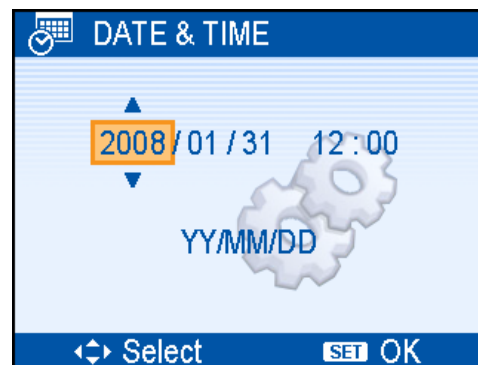 DATE & TIME
2008 / 01 / 31 12 : 00
YY/MM/DD
Select SET OK